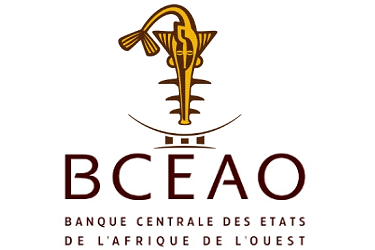 BCEAO
BANQUE CENTRALE DES ETATS
DE L'AFRIQUE DE L'OUEST